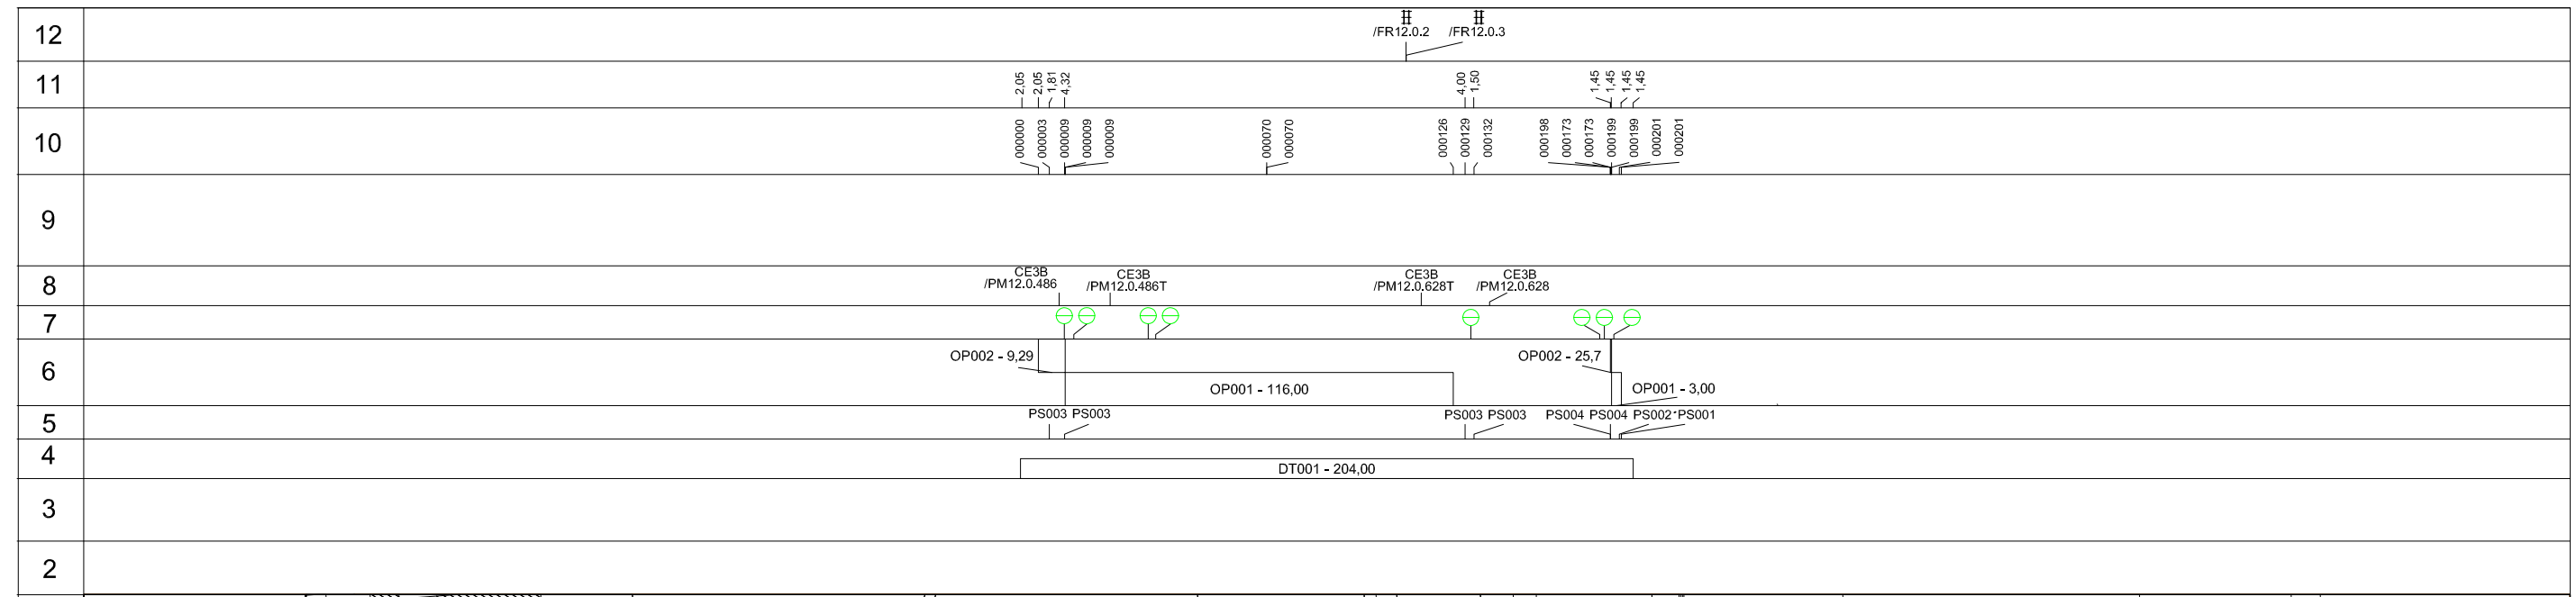 12
/FR12.0.2 /FR12.0.3
11
2,05 2,05 1,81 4,32 4,00 1,50 1,45 1,45 1,45 1,45
10
000000 000003 000009 000009 000009 000070 000070 000126 000129 000132 000198 000173 000173 000199 000199 000201 000201
9
8
CE3B CE3B CE3B CE3B
/PM12.0.486 /PM12.0.486T /PM12.0.628T /PM12.0.628
7
6
OP002 - 9,29 OP002 - 25,7
OP001 - 116,00 OP001 - 3,00
5
PS003 PS003 PS003 PS003 PS004 PS004 PS002 PS001
4
DT001 - 204,00
3
2